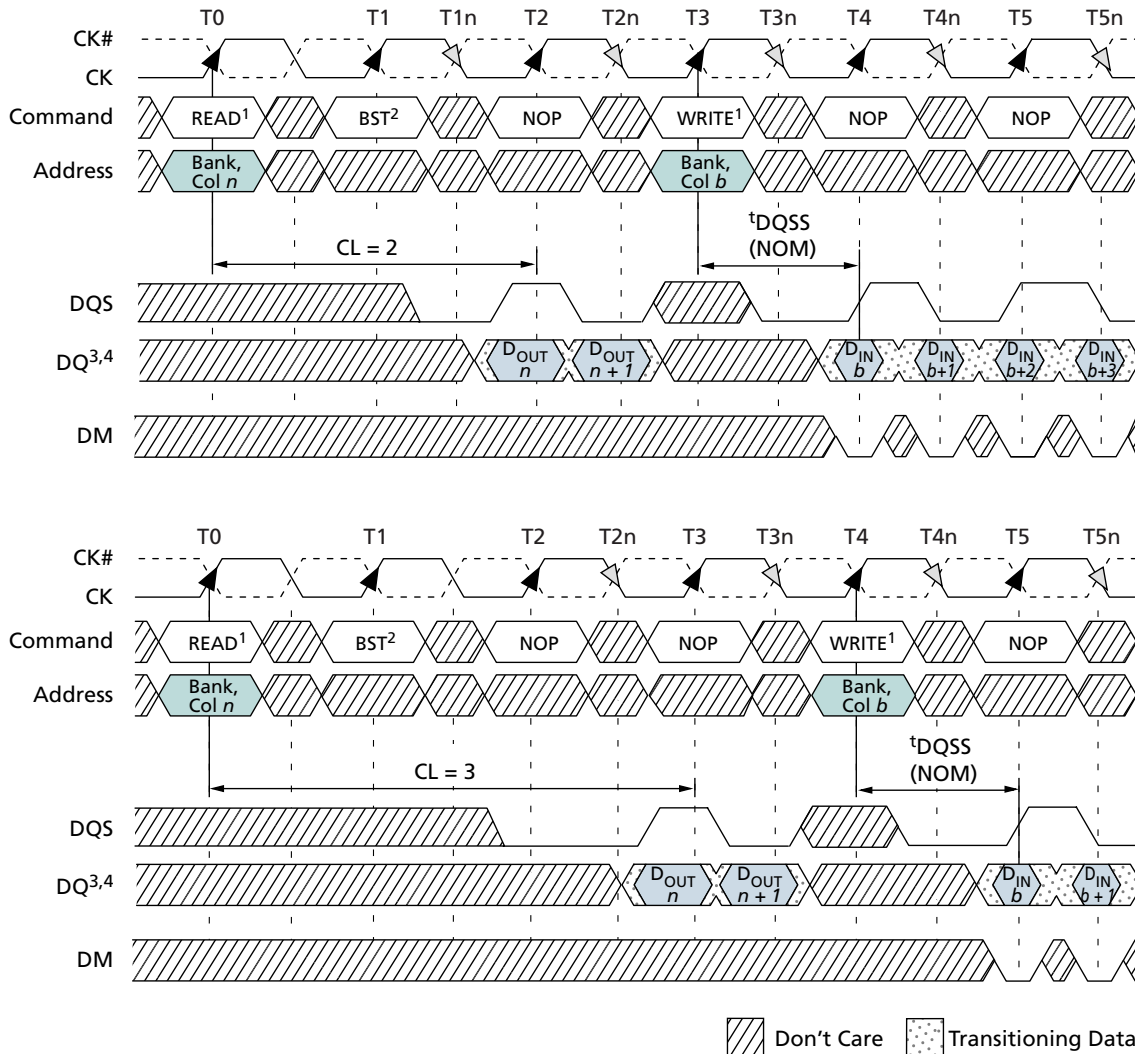 T0 T1 T1n T2 T2n T3 T3n T4 T4n T5 T5n
CK#
CK
Command READ¹ BST² NOP WRITE¹ NOP NOP
Address Bank, Col n Bank, Col b
CL = 2 ᵗDQSS (NOM)
DQS
DQ³,⁴ DOUT n DOUT n + 1 DIN b DIN b+1 DIN b+2 DIN b+3
DM
T0 T1 T2 T2n T3 T3n T4 T4n T5 T5n
CK#
CK
Command READ¹ BST² NOP NOP WRITE¹ NOP
Address Bank, Col n Bank, Col b
CL = 3 ᵗDQSS (NOM)
DQS
DQ³,⁴ DOUT n DOUT n + 1 DIN b DIN b + 1
DM
Don't Care Transitioning Data